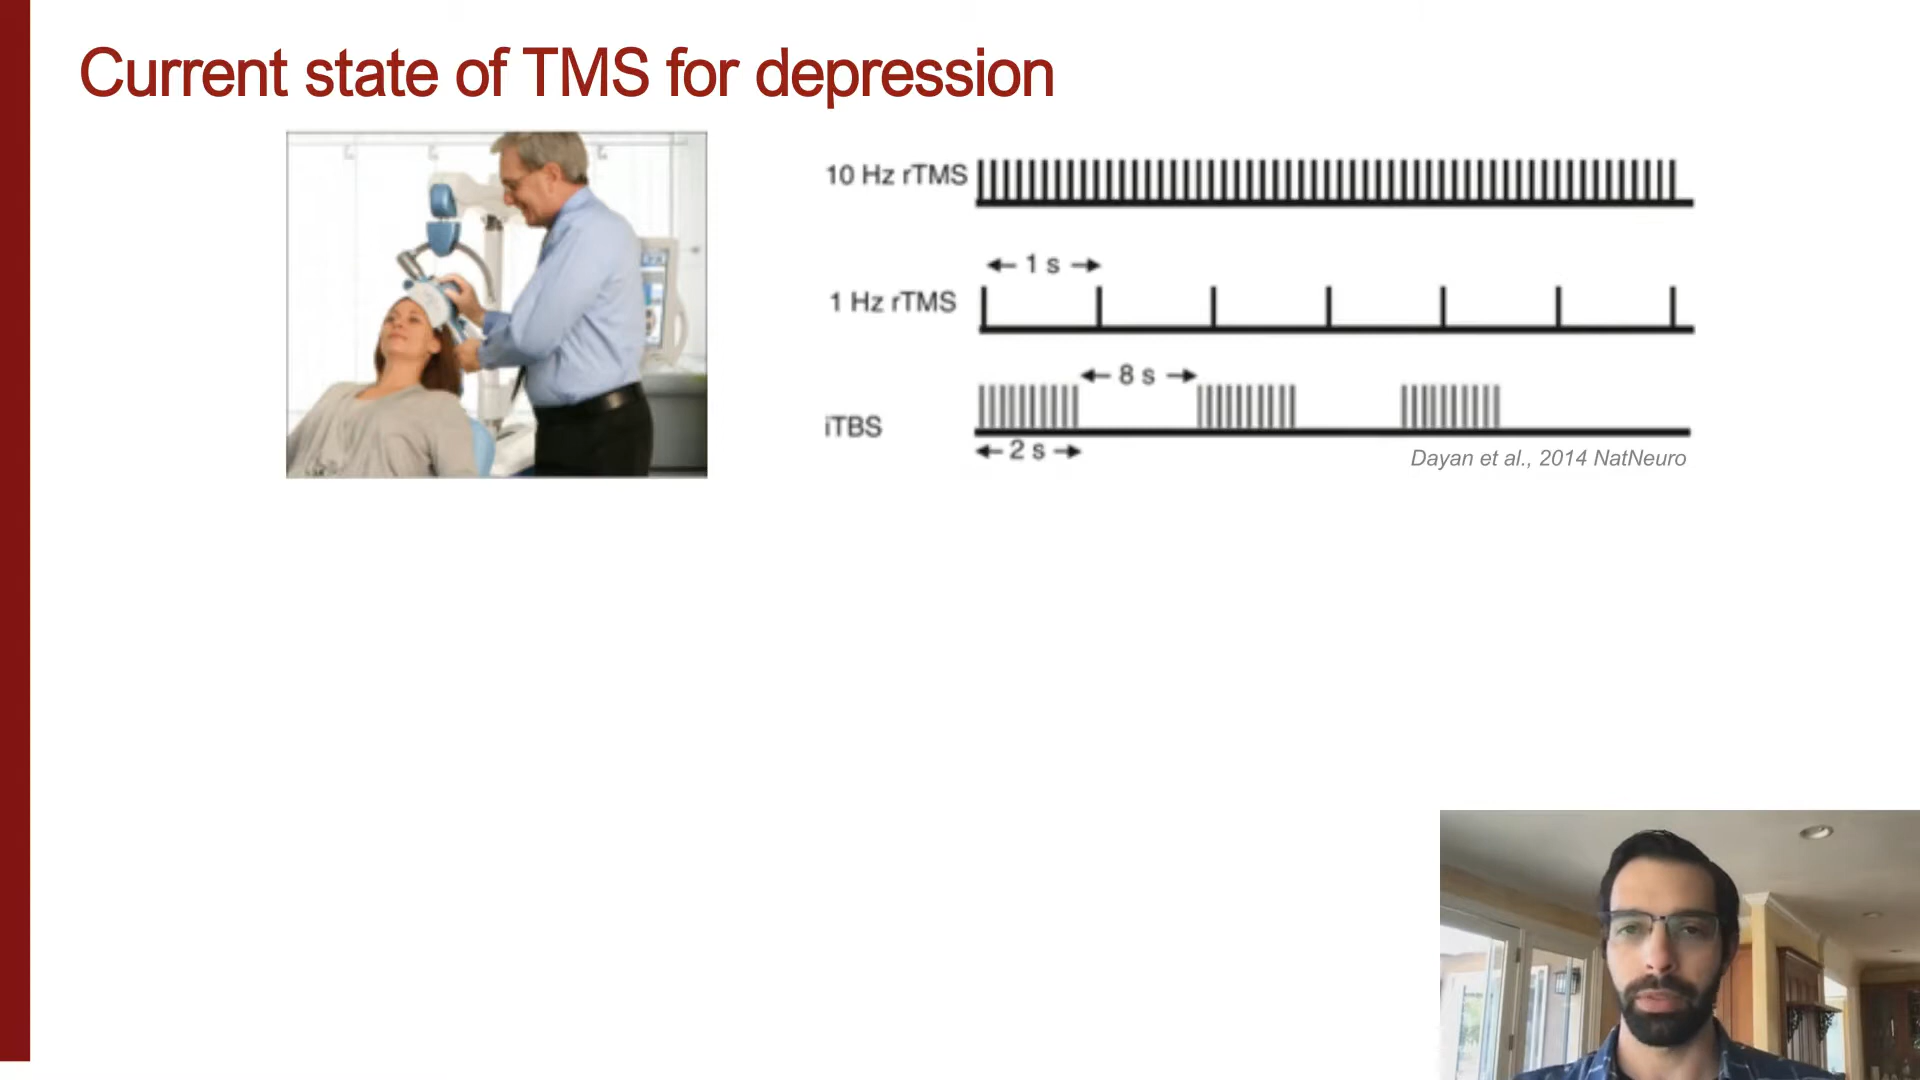 Current state of TMS for depression
10 Hz rTMS
1 s
1 Hz rTMS
8 s
iTBS
2 s
Dayan et al., 2014 NatNeuro